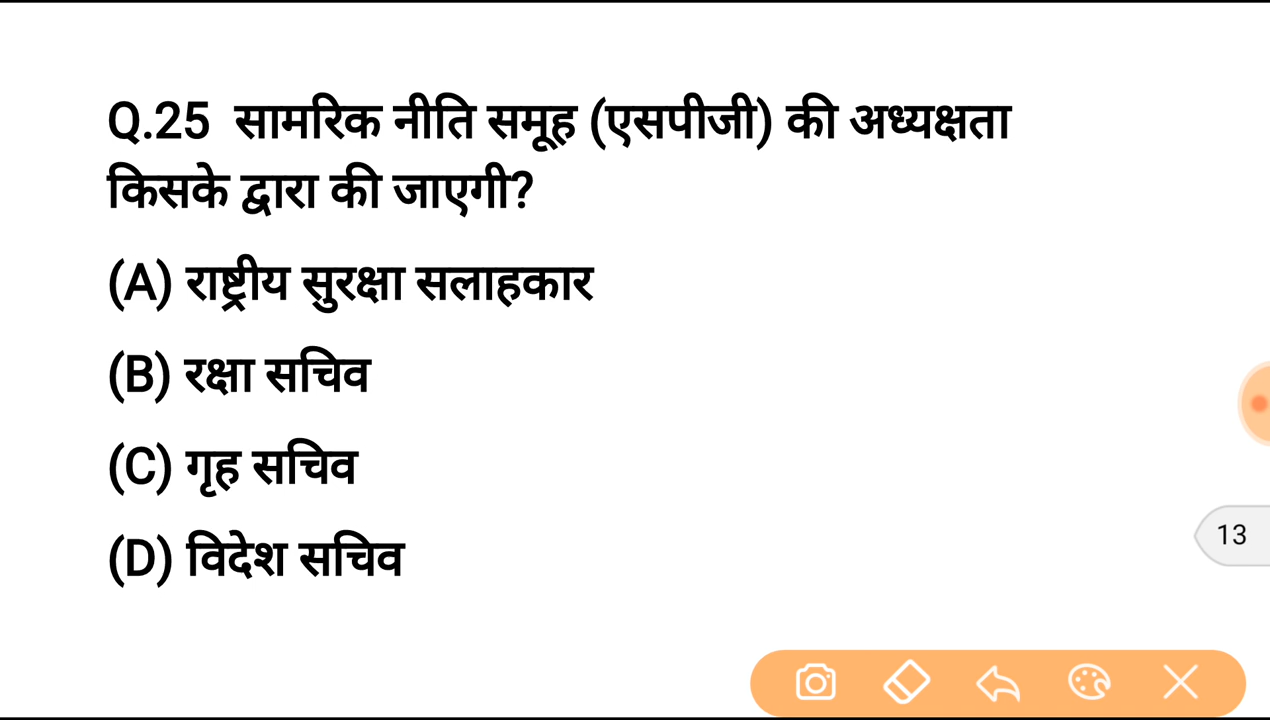 Q.25 सामरिक नीति समूह (एसपीजी) की अध्यक्षता
किसके द्वारा की जाएगी?
(A) राष्ट्रीय सुरक्षा सलाहकार
(B) रक्षा सचिव
(C) गृह सचिव
(D) विदेश सचिव
13